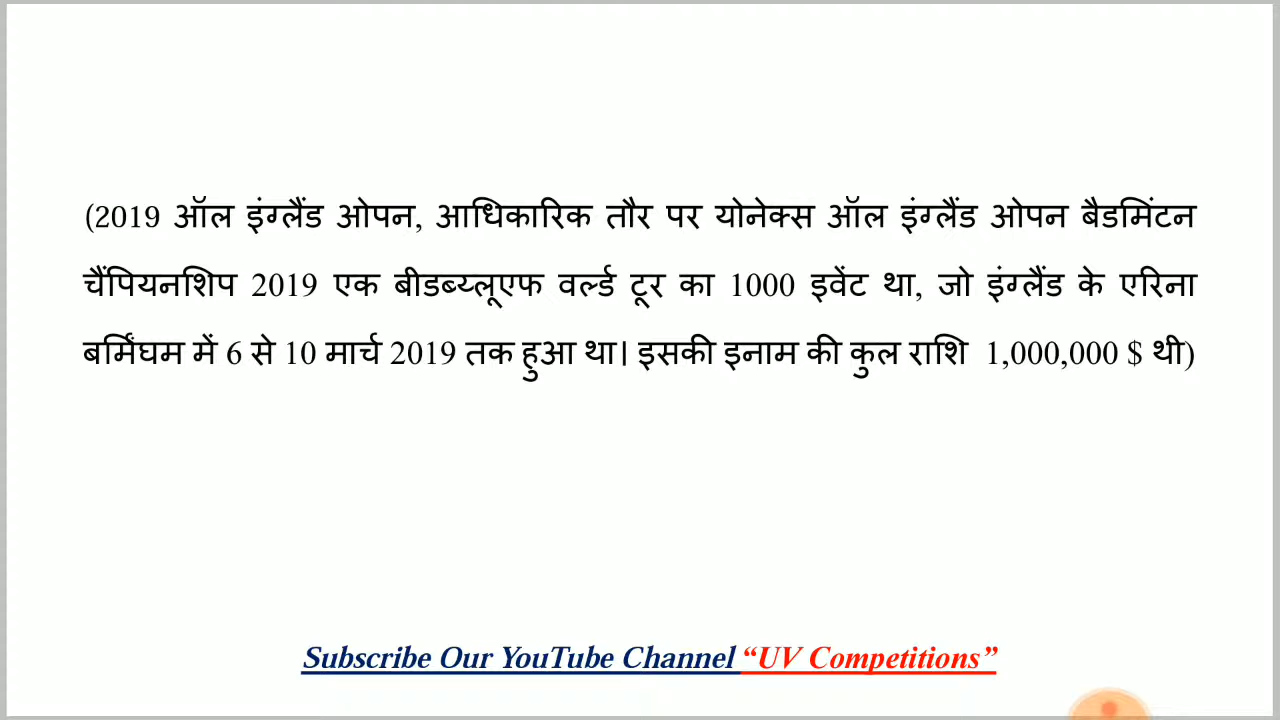 (2019 ऑल इंग्लैंड ओपन, आधिकारिक तौर पर योनेक्स ऑल इंग्लैंड ओपन बैडमिंटन
चैंपियनशिप 2019 एक बीडब्य्लूएफ वर्ल्ड टूर का 1000 इवेंट था, जो इंग्लैंड के एरिना
बर्मिंघम में 6 से 10 मार्च 2019 तक हुआ था। इसकी इनाम की कुल राशि 1,000,000 $ थी)
Subscribe Our YouTube Channel “UV Competitions”